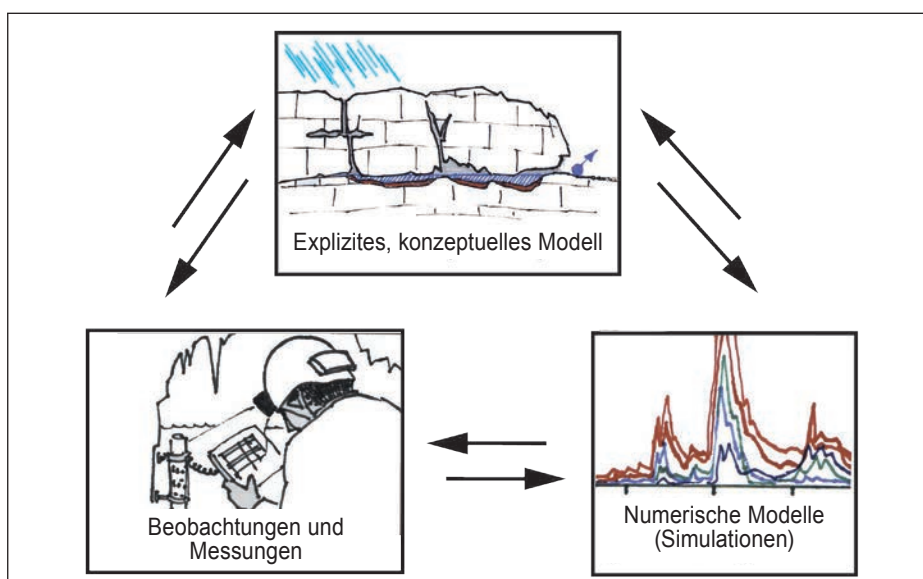 Explizites, konzeptuelles Modell
Beobachtungen und
Messungen
Numerische Modelle
(Simulationen)